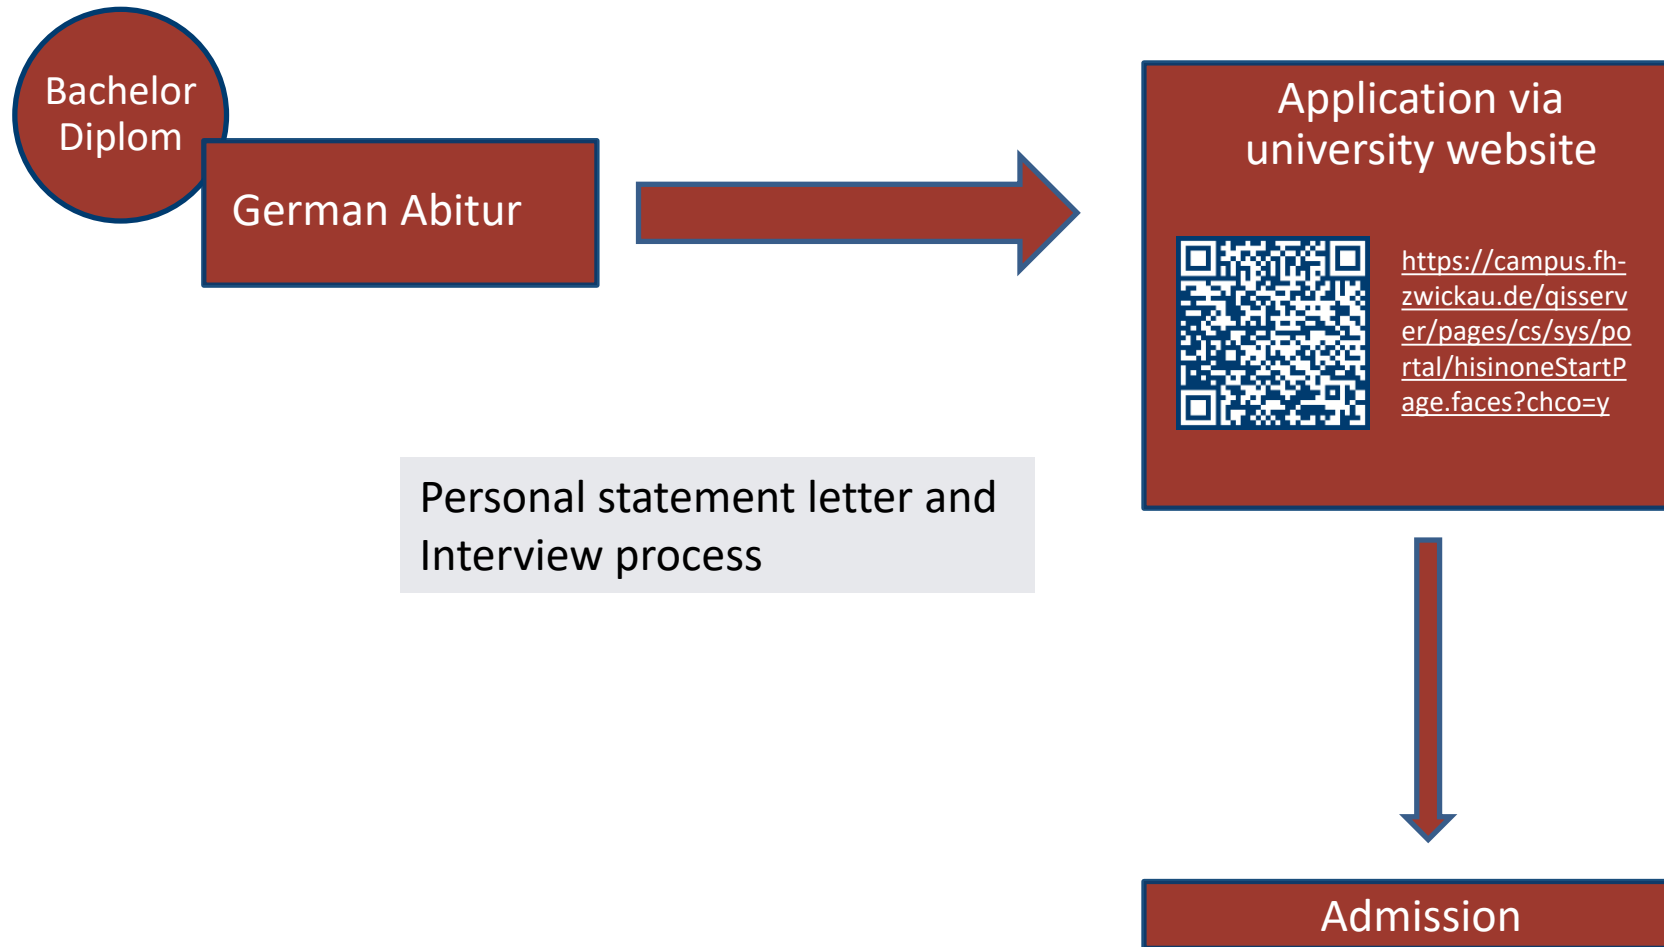 Bachelor
Diplom
German Abitur
Application via
university website
https://campus.fh-
zwickau.de/qisserv
er/pages/cs/sys/po
rtal/hisinoneStartP
age.faces?chco=y
Personal statement letter and
Interview process
Admission